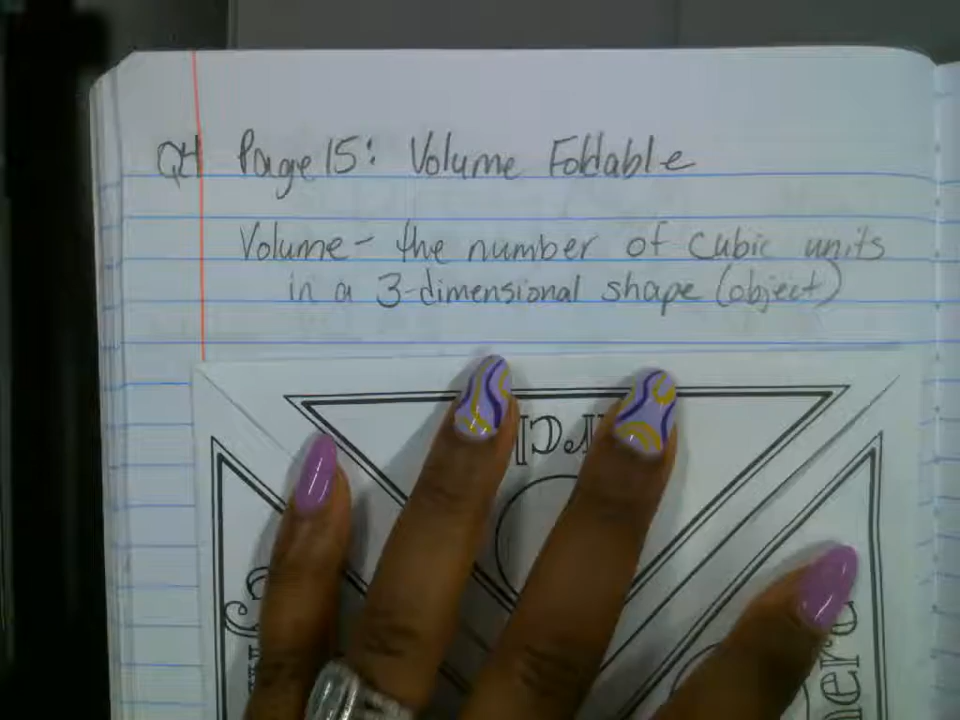 Q4 Page 15: Volume Foldable
Volume - the number of cubic units
in a 3-dimensional shape (object)